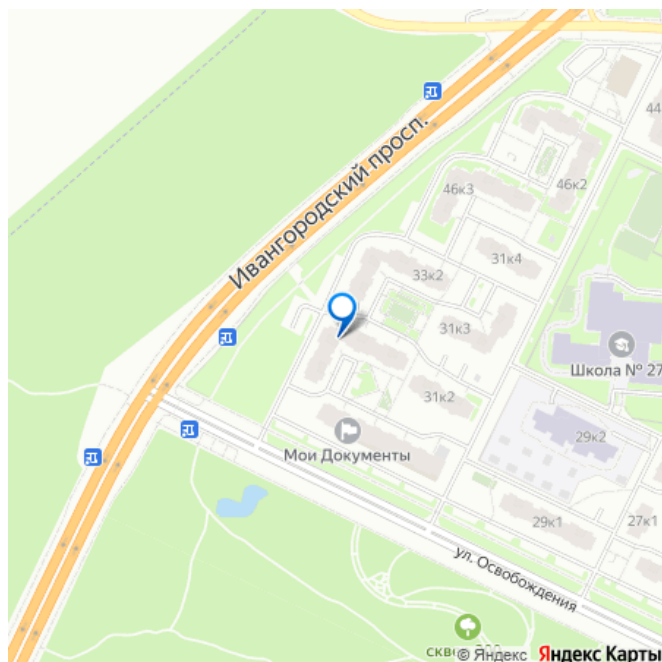 44
Ивангородский просп.
46к3
46к2
31к4
33к2
31к3
Школа № 27
31к2
29к2
Мои Документы
29к1
27к1
ул. Освобождения
© Яндекс Яндекс Карты